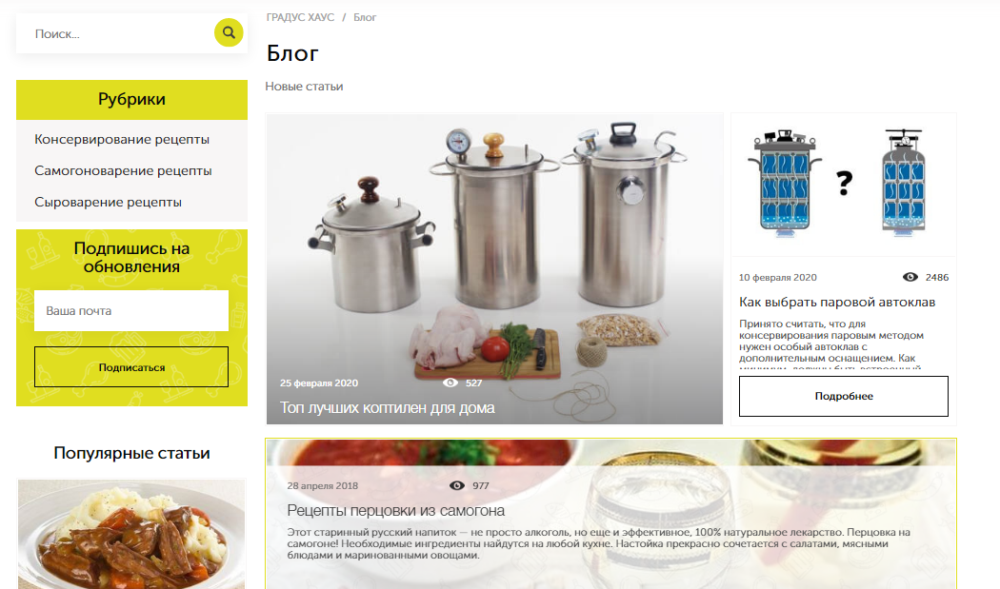 Поиск...
Рубрики
Консервирование рецепты
Самогоноварение рецепты
Сыроварение рецепты
Подпишись на
обновления
Ваша почта
Подписаться
Популярные статьи
ГРАДУС ХАУС / Блог
Блог
Новые статьи
25 февраля 2020 527
Топ лучших коптилен для дома
?
10 февраля 2020 2486
Как выбрать паровой автоклав
Принято считать, что для
консервирования паровым методом
нужен особый автоклав с
дополнительным оснащением. Как
минимум, должны быть встроенный
Подробнее
28 апреля 2018 977
Рецепты перцовки из самогона
Этот старинный русский напиток — не просто алкоголь, но еще и эффективное, 100% натуральное лекарство. Перцовка на
самогоне! Необходимые ингредиенты найдутся на любой кухне. Настойка прекрасно сочетается с салатами, мясными
блюдами и маринованными овощами.